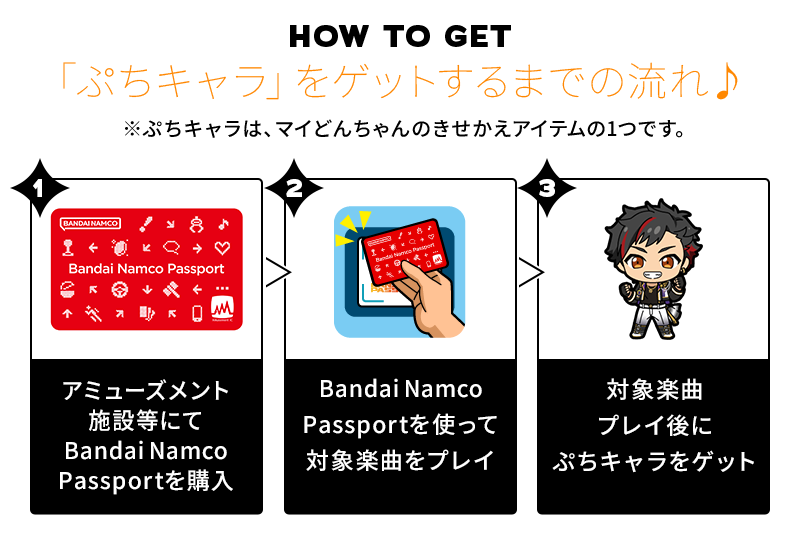 HOW TO GET
「ぷちキャラ」をゲットするまでの流れ♪
※ぷちキャラは、マイどんちゃんのきせかえアイテムの1つです。
1
BANDAI NAMCO
Bandai Namco Passport
アミューズメント
施設等にて
Bandai Namco
Passportを購入
2
Bandai Namco Passport
Bandai Namco
Passportを使って
対象楽曲をプレイ
3
対象楽曲
プレイ後に
ぷちキャラをゲット